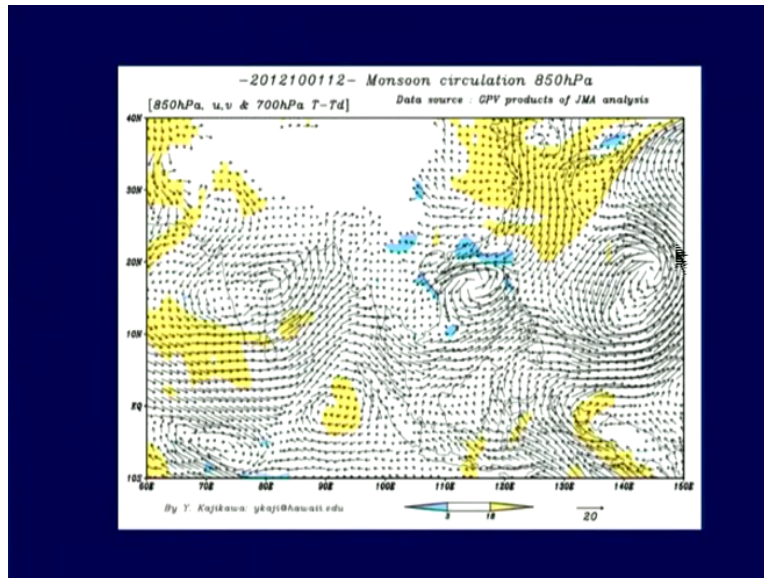 -2012100112- Monsoon circulation 850hPa
[850hPa, u,v & 700hPa T-Td]
Data source : GPV products of JMA analysis
40N
30N
20N
10N
EQ
10S
60E 70E 80E 90E 100E 110E 120E 130E 140E 150E
By Y. Kajikawa: ykaji@hawaii.edu
3 18
20